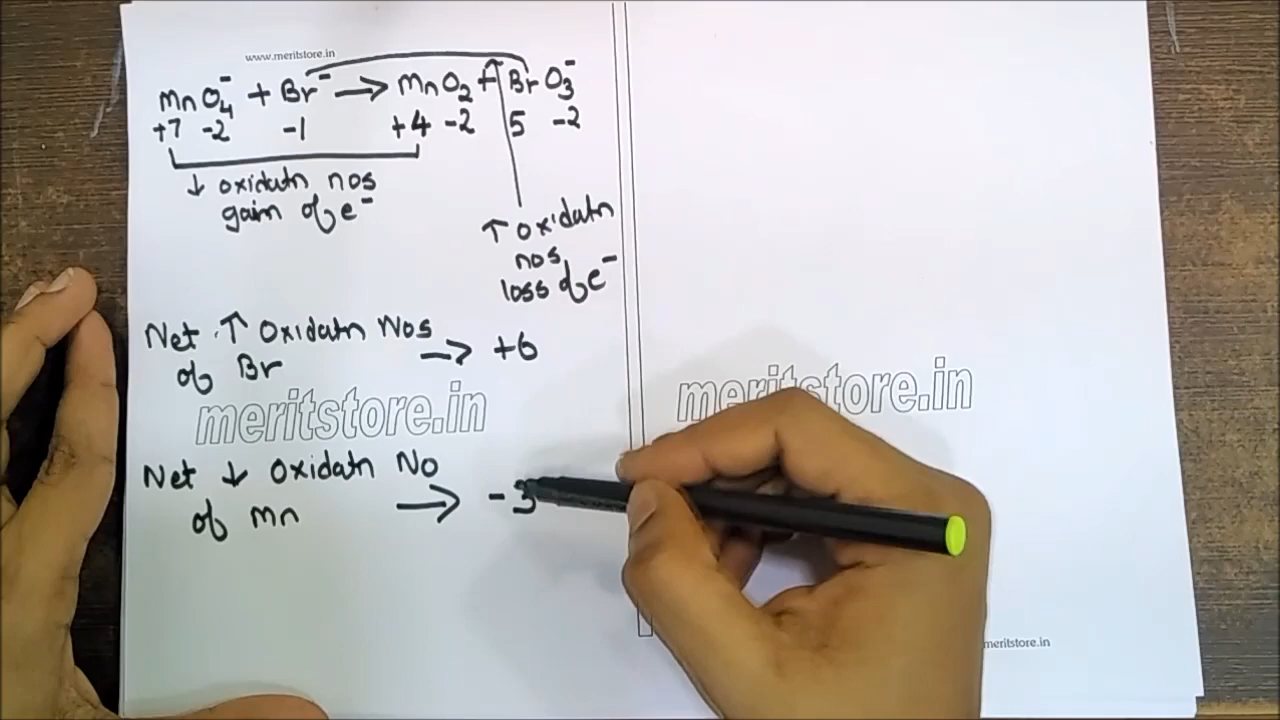 www.meritstore.in
MnO₄⁻ + Br⁻ → MnO₂ + BrO₃⁻
+7 -2 -1 +4 -2 5 -2
↓ oxidatn nos
gain of e⁻
↑ oxidatn
nos
loss of e⁻
Net ↑ Oxidatn Nos
of Br → +6
meritstore.in
meritstore.in
Net ↓ Oxidatn No
of Mn → -3
meritstore.in